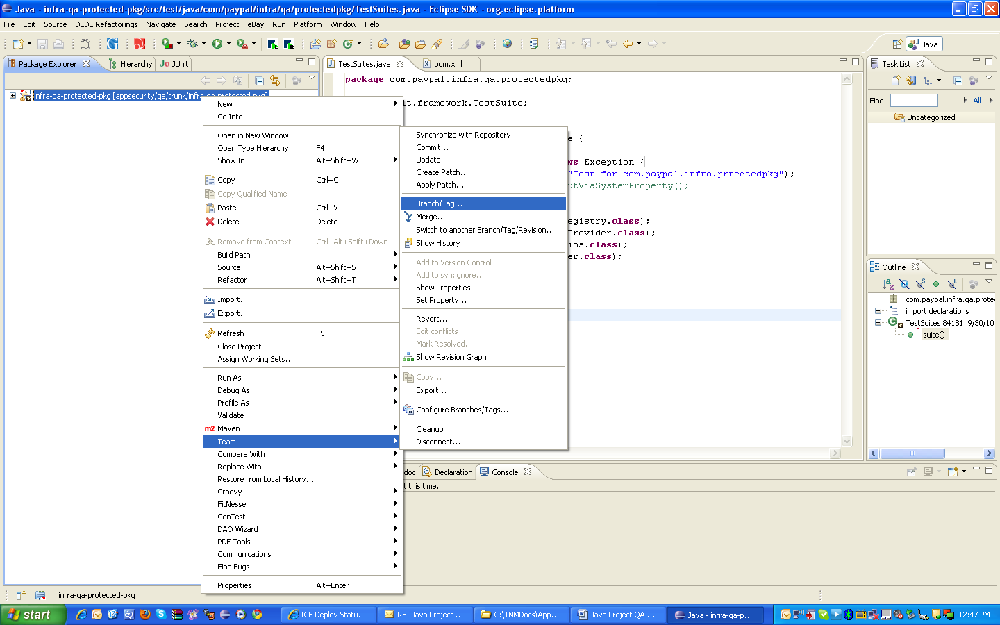 Java - infra-qa-protected-pkg/src/test/java/com/paypal/infra/qa/protectedpkg/TestSuites.java - Eclipse SDK - org.eclipse.platform
File Edit Source DEDE Refactorings Navigate Search Project eBay Run Platform Window Help
Java
Package Explorer Hierarchy JUnit
infra-qa-protected-pkg [appsecurity/qa/trunk/infra-qa-protected-pkg]
New
Go Into
Open in New Window
Open Type Hierarchy F4
Show In Alt+Shift+W
Copy Ctrl+C
Copy Qualified Name
Paste Ctrl+V
Delete Delete
Remove from Context Ctrl+Alt+Shift+Down
Build Path
Source Alt+Shift+S
Refactor Alt+Shift+T
Import...
Export...
Refresh F5
Close Project
Assign Working Sets...
Run As
Debug As
Profile As
Validate
m2 Maven
Team
Compare With
Replace With
Restore from Local History...
Groovy
FitNesse
ConTest
DAO Wizard
PDE Tools
Communications
Find Bugs
Properties Alt+Enter
Synchronize with Repository
Commit...
Update
Create Patch...
Apply Patch...
Branch/Tag...
Merge...
Switch to another Branch/Tag/Revision...
Show History
Add to Version Control
Add to svn:ignore...
Show Properties
Set Property...
Revert...
Edit conflicts
Mark Resolved...
Show Revision Graph
Copy...
Export...
Configure Branches/Tags...
Cleanup
Disconnect...
TestSuites.java pom.xml
package com.paypal.infra.qa.protectedpkg;
it.framework.TestSuite;
e {
ws Exception {
"Test for com.paypal.infra.prtectedpkg");
utViaSystemProperty();
egistry.class);
Provider.class);
ios.class);
er.class);
doc Declaration Console
t this time.
Task List
Find: All
Uncategorized
Outline
com.paypal.infra.qa.prote
import declarations
TestSuites 84181 9/30/10
suite()
infra-qa-protected-pkg
start
ICE Deploy Statu...
RE: Java Project ...
C:\TNMDocs\App...
Java Project QA ...
Java - infra-qa-p...
12:47 PM